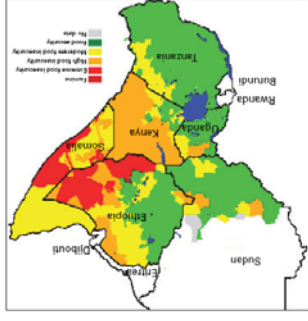 Sudan
Eritrea
Djibouti
Ethiopia
Somalia
Uganda
Kenya
Rwanda
Burundi
Tanzania
Famine
Extreme food insecurity
High food insecurity
Moderate food insecurity
Food security
No data